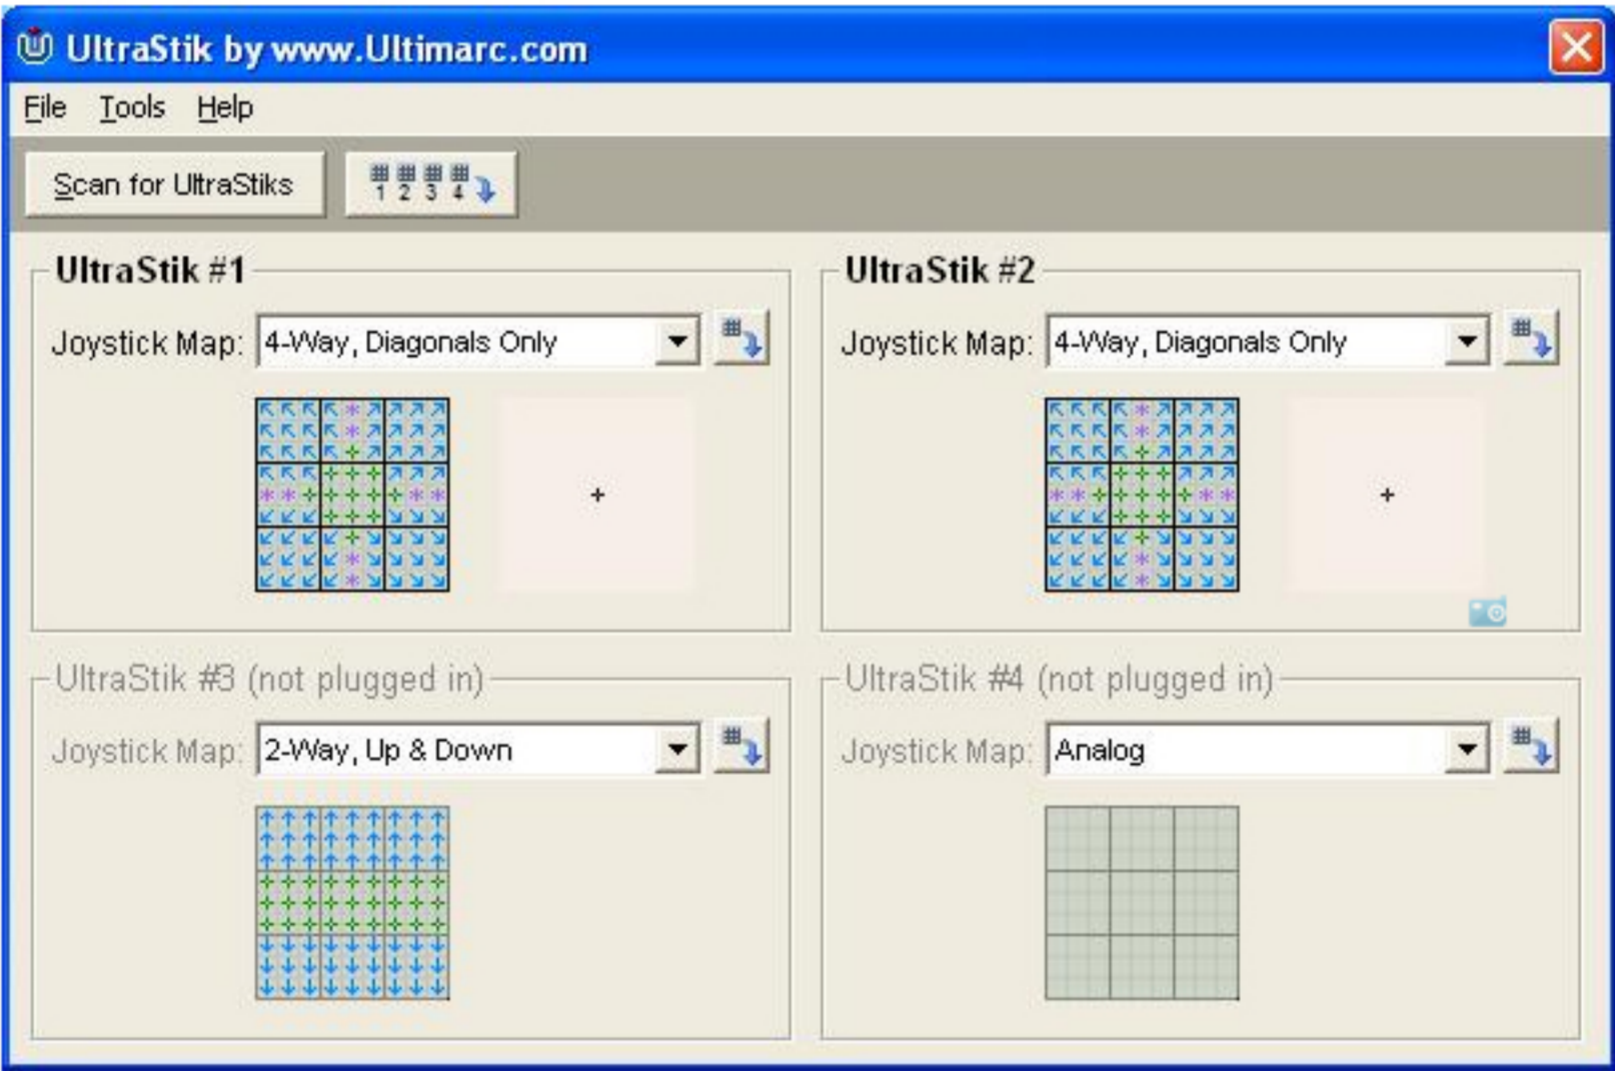 UltraStik by www.Ultimarc.com
File Tools Help
Scan for UltraStiks
1 2 3 4
UltraStik #1
Joystick Map: 4-Way, Diagonals Only
UltraStik #2
Joystick Map: 4-Way, Diagonals Only
UltraStik #3 (not plugged in)
Joystick Map: 2-Way, Up & Down
UltraStik #4 (not plugged in)
Joystick Map: Analog